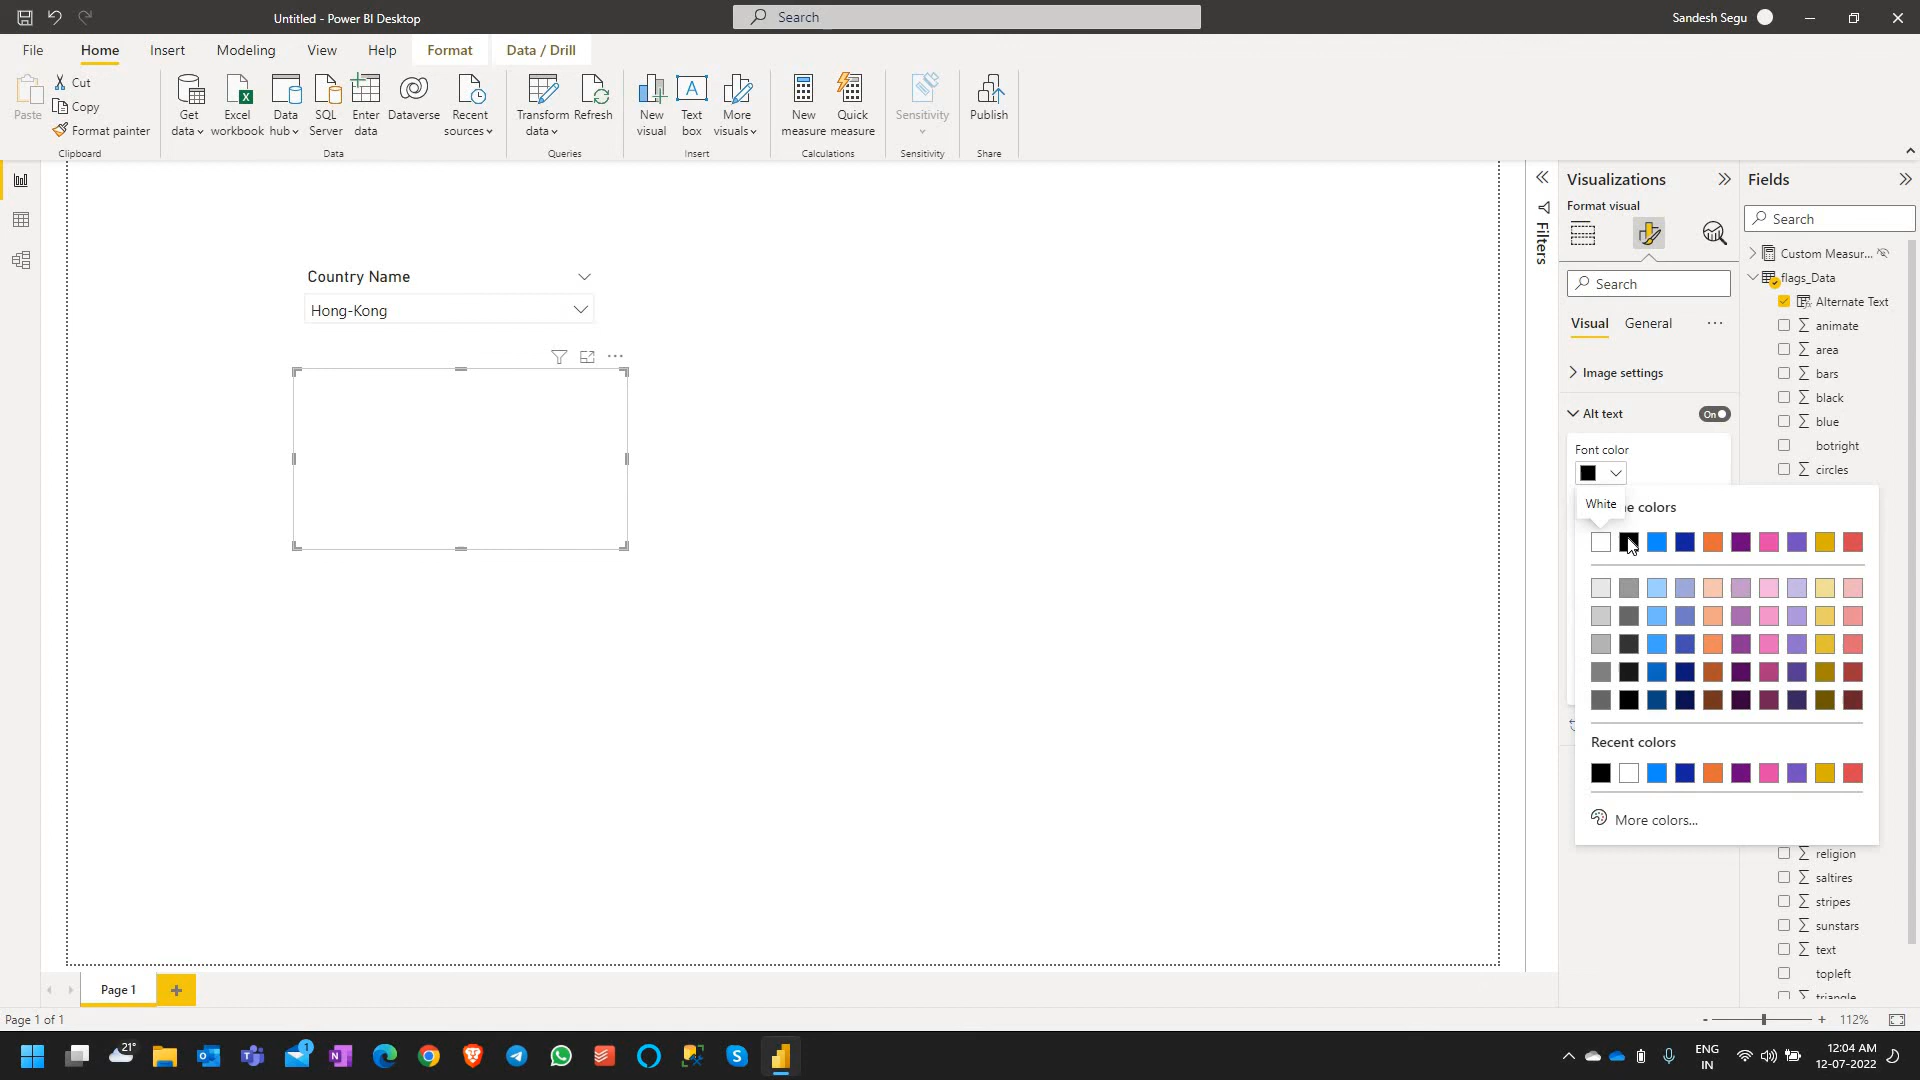 Untitled - Power BI Desktop
Search
Sandesh Segu
File
Home
Insert
Modeling
View
Help
Format
Data / Drill
Paste
Cut
Copy
Format painter
Clipboard
Get data
Excel workbook
Data hub
SQL Server
Enter data
Dataverse
Recent sources
Data
Transform data
Refresh
Queries
New visual
Text box
More visuals
Insert
New measure
Quick measure
Calculations
Sensitivity
Sensitivity
Publish
Share
Country Name
Hong-Kong
Filters
Visualizations
Format visual
Search
Visual
General
Image settings
Alt text
On
Font color
White
e colors
Recent colors
More colors...
Fields
Search
Custom Measur...
flags_Data
Alternate Text
animate
area
bars
black
blue
botright
circles
religion
saltires
stripes
sunstars
text
topleft
triangle
Page 1
Page 1 of 1
- + 112%
21°
1
ENG
IN
12:04 AM
12-07-2022